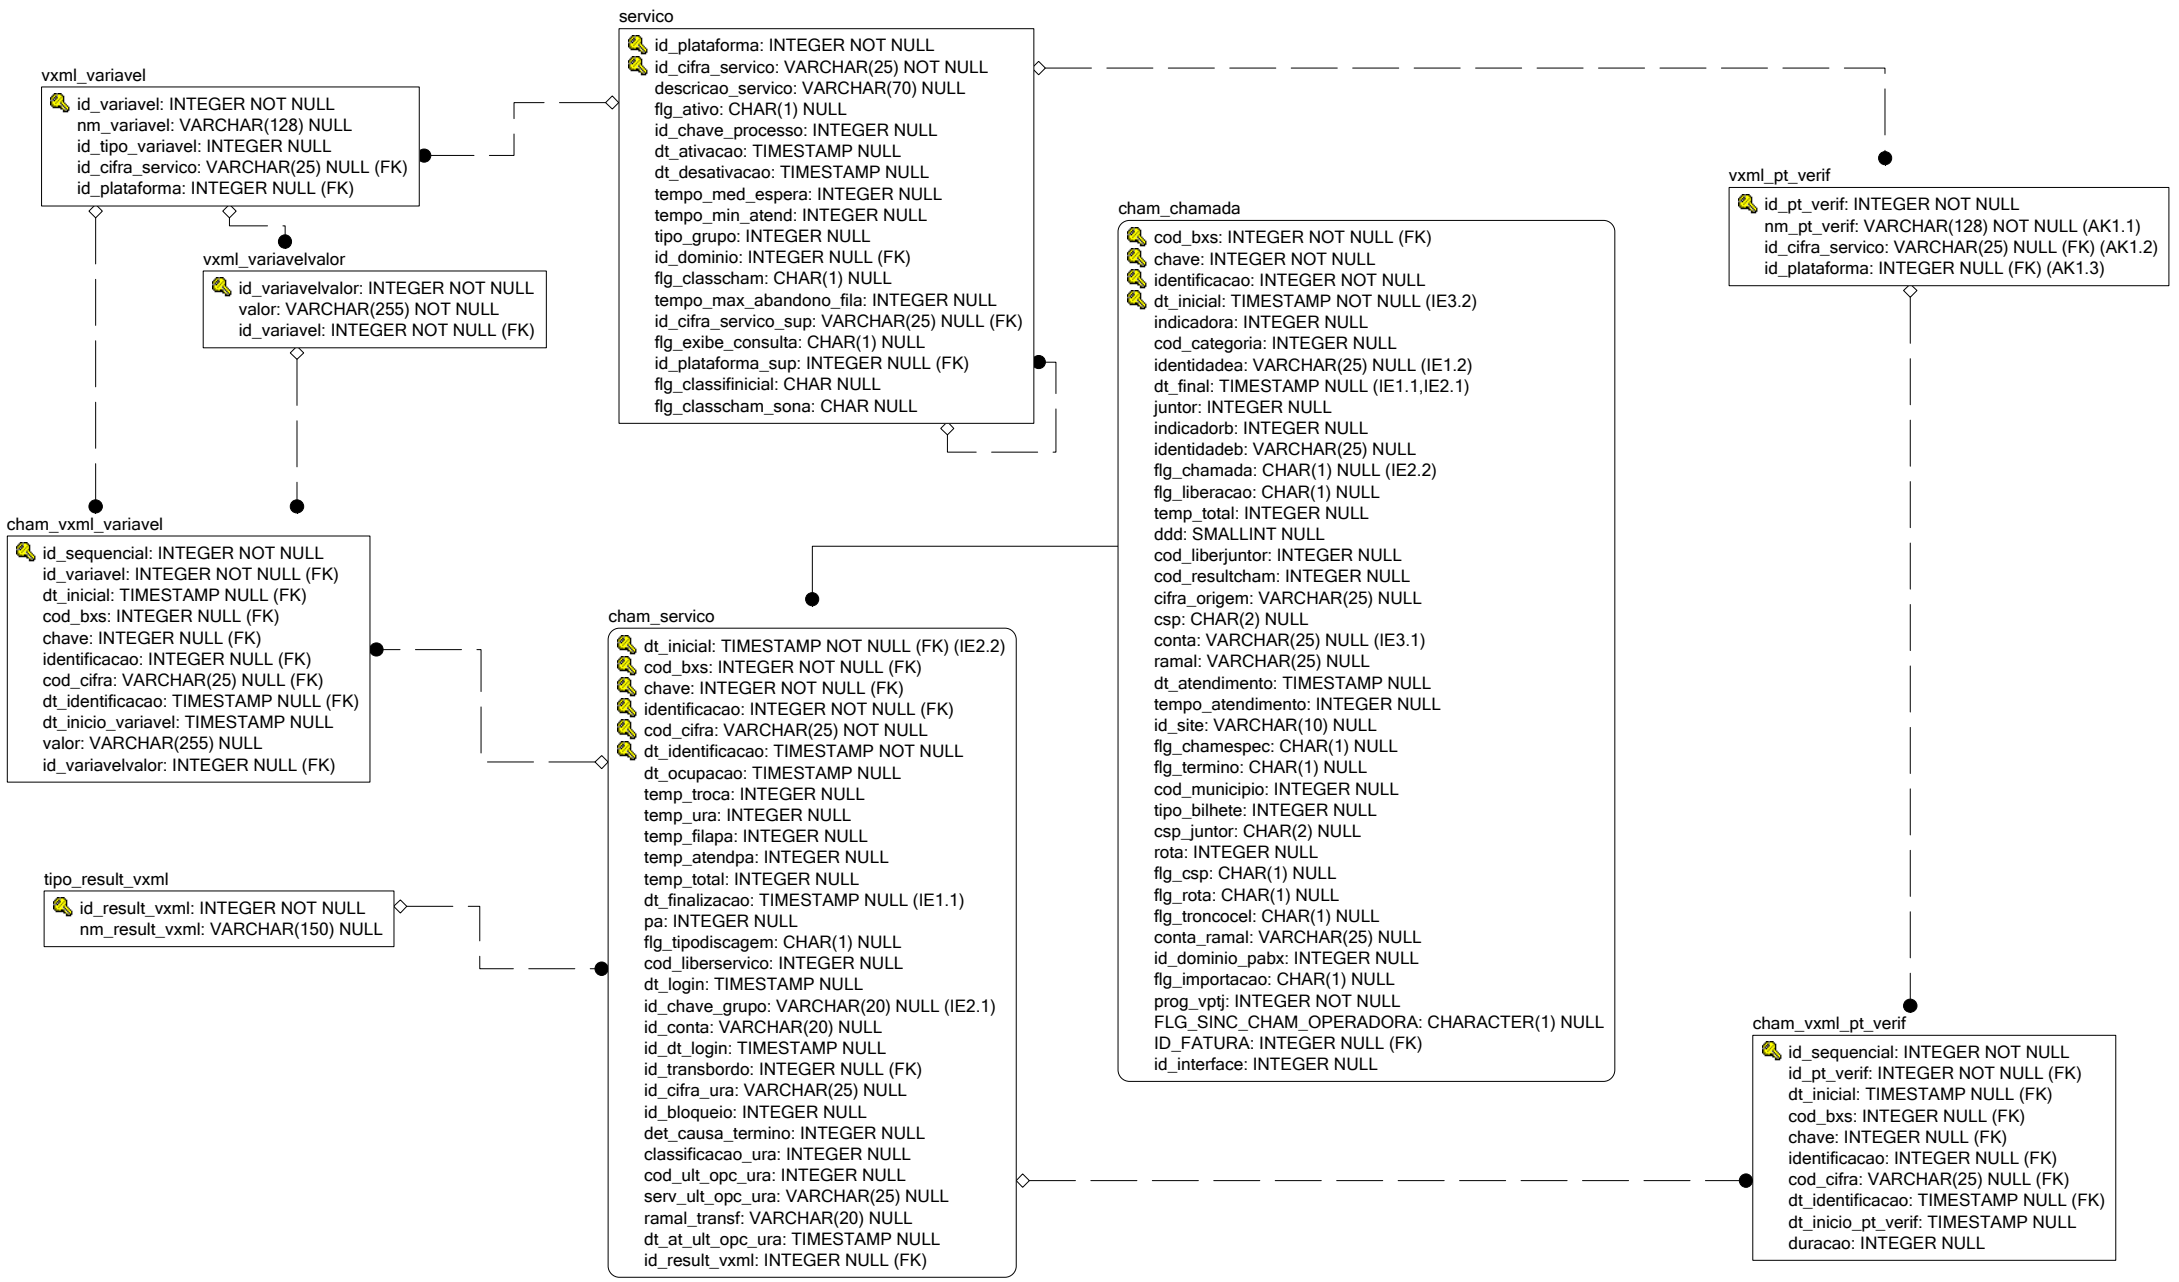 servico
id_plataforma: INTEGER NOT NULL
id_cifra_servico: VARCHAR(25) NOT NULL
descricao_servico: VARCHAR(70) NULL
flg_ativo: CHAR(1) NULL
id_chave_processo: INTEGER NULL
dt_ativacao: TIMESTAMP NULL
dt_desativacao: TIMESTAMP NULL
tempo_med_espera: INTEGER NULL
tempo_min_atend: INTEGER NULL
tipo_grupo: INTEGER NULL
id_dominio: INTEGER NULL (FK)
flg_classcham: CHAR(1) NULL
tempo_max_abandono_fila: INTEGER NULL
id_cifra_servico_sup: VARCHAR(25) NULL (FK)
flg_exibe_consulta: CHAR(1) NULL
id_plataforma_sup: INTEGER NULL (FK)
flg_classifinicial: CHAR NULL
flg_classcham_sona: CHAR NULL
vxml_variavel
id_variavel: INTEGER NOT NULL
nm_variavel: VARCHAR(128) NULL
id_tipo_variavel: INTEGER NULL
id_cifra_servico: VARCHAR(25) NULL (FK)
id_plataforma: INTEGER NULL (FK)
vxml_variavelvalor
id_variavelvalor: INTEGER NOT NULL
valor: VARCHAR(255) NOT NULL
id_variavel: INTEGER NOT NULL (FK)
vxml_pt_verif
id_pt_verif: INTEGER NOT NULL
nm_pt_verif: VARCHAR(128) NOT NULL (AK1.1)
id_cifra_servico: VARCHAR(25) NULL (FK) (AK1.2)
id_plataforma: INTEGER NULL (FK) (AK1.3)
cham_chamada
cod_bxs: INTEGER NOT NULL (FK)
chave: INTEGER NOT NULL
identificacao: INTEGER NOT NULL
dt_inicial: TIMESTAMP NOT NULL (IE3.2)
indicadora: INTEGER NULL
cod_categoria: INTEGER NULL
identidadea: VARCHAR(25) NULL (IE1.2)
dt_final: TIMESTAMP NULL (IE1.1,IE2.1)
juntor: INTEGER NULL
indicadorb: INTEGER NULL
identidadeb: VARCHAR(25) NULL
flg_chamada: CHAR(1) NULL (IE2.2)
flg_liberacao: CHAR(1) NULL
temp_total: INTEGER NULL
ddd: SMALLINT NULL
cod_liberjuntor: INTEGER NULL
cod_resultcham: INTEGER NULL
cifra_origem: VARCHAR(25) NULL
csp: CHAR(2) NULL
conta: VARCHAR(25) NULL (IE3.1)
ramal: VARCHAR(25) NULL
dt_atendimento: TIMESTAMP NULL
tempo_atendimento: INTEGER NULL
id_site: VARCHAR(10) NULL
flg_chamespec: CHAR(1) NULL
flg_termino: CHAR(1) NULL
cod_municipio: INTEGER NULL
tipo_bilhete: INTEGER NULL
csp_juntor: CHAR(2) NULL
rota: INTEGER NULL
flg_csp: CHAR(1) NULL
flg_rota: CHAR(1) NULL
flg_troncocel: CHAR(1) NULL
conta_ramal: VARCHAR(25) NULL
id_dominio_pabx: INTEGER NULL
flg_importacao: CHAR(1) NULL
prog_vptj: INTEGER NOT NULL
FLG_SINC_CHAM_OPERADORA: CHARACTER(1) NULL
ID_FATURA: INTEGER NULL (FK)
id_interface: INTEGER NULL
cham_vxml_variavel
id_sequencial: INTEGER NOT NULL
id_variavel: INTEGER NOT NULL (FK)
dt_inicial: TIMESTAMP NULL (FK)
cod_bxs: INTEGER NULL (FK)
chave: INTEGER NULL (FK)
identificacao: INTEGER NULL (FK)
cod_cifra: VARCHAR(25) NULL (FK)
dt_identificacao: TIMESTAMP NULL (FK)
dt_inicio_variavel: TIMESTAMP NULL
valor: VARCHAR(255) NULL
id_variavelvalor: INTEGER NULL (FK)
cham_servico
dt_inicial: TIMESTAMP NOT NULL (FK) (IE2.2)
cod_bxs: INTEGER NOT NULL (FK)
chave: INTEGER NOT NULL (FK)
identificacao: INTEGER NOT NULL (FK)
cod_cifra: VARCHAR(25) NOT NULL
dt_identificacao: TIMESTAMP NOT NULL
dt_ocupacao: TIMESTAMP NULL
temp_troca: INTEGER NULL
temp_ura: INTEGER NULL
temp_filapa: INTEGER NULL
temp_atendpa: INTEGER NULL
temp_total: INTEGER NULL
dt_finalizacao: TIMESTAMP NULL (IE1.1)
pa: INTEGER NULL
flg_tipodiscagem: CHAR(1) NULL
cod_liberservico: INTEGER NULL
dt_login: TIMESTAMP NULL
id_chave_grupo: VARCHAR(20) NULL (IE2.1)
id_conta: VARCHAR(20) NULL
id_dt_login: TIMESTAMP NULL
id_transbordo: INTEGER NULL (FK)
id_cifra_ura: VARCHAR(25) NULL
id_bloqueio: INTEGER NULL
det_causa_termino: INTEGER NULL
classificacao_ura: INTEGER NULL
cod_ult_opc_ura: INTEGER NULL
serv_ult_opc_ura: VARCHAR(25) NULL
ramal_transf: VARCHAR(20) NULL
dt_at_ult_opc_ura: TIMESTAMP NULL
id_result_vxml: INTEGER NULL (FK)
tipo_result_vxml
id_result_vxml: INTEGER NOT NULL
nm_result_vxml: VARCHAR(150) NULL
cham_vxml_pt_verif
id_sequencial: INTEGER NOT NULL
id_pt_verif: INTEGER NOT NULL (FK)
dt_inicial: TIMESTAMP NULL (FK)
cod_bxs: INTEGER NULL (FK)
chave: INTEGER NULL (FK)
identificacao: INTEGER NULL (FK)
cod_cifra: VARCHAR(25) NULL (FK)
dt_identificacao: TIMESTAMP NULL (FK)
dt_inicio_pt_verif: TIMESTAMP NULL
duracao: INTEGER NULL